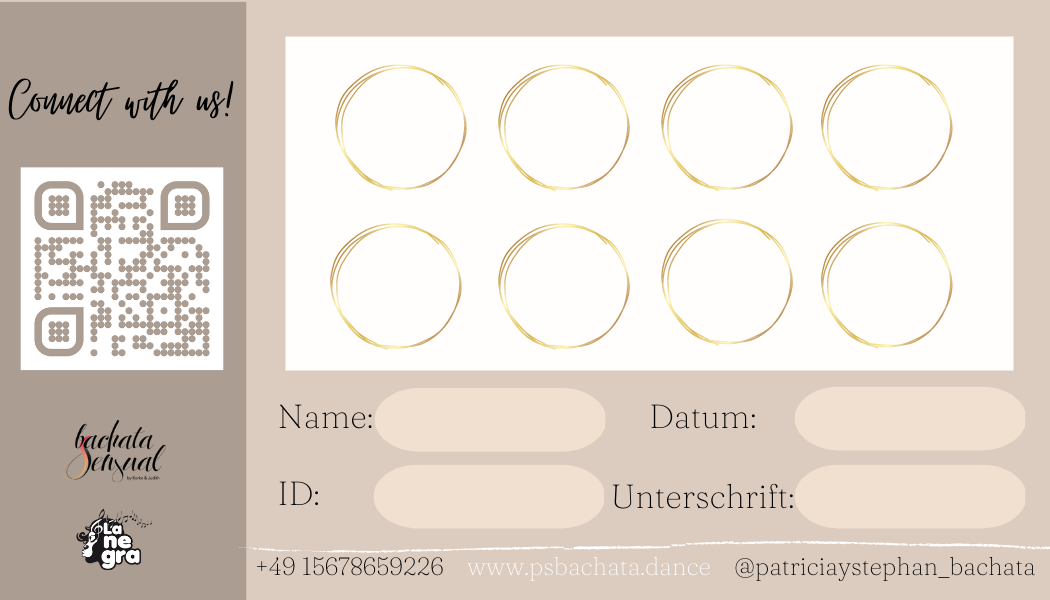 Connect with us!
bachata
Sensual
by Korke & Judith
La
ne
gra
Name:
Datum:
ID:
Unterschrift:
+49 15678659226
www.psbachata.dance
@patriciaystephan_bachata